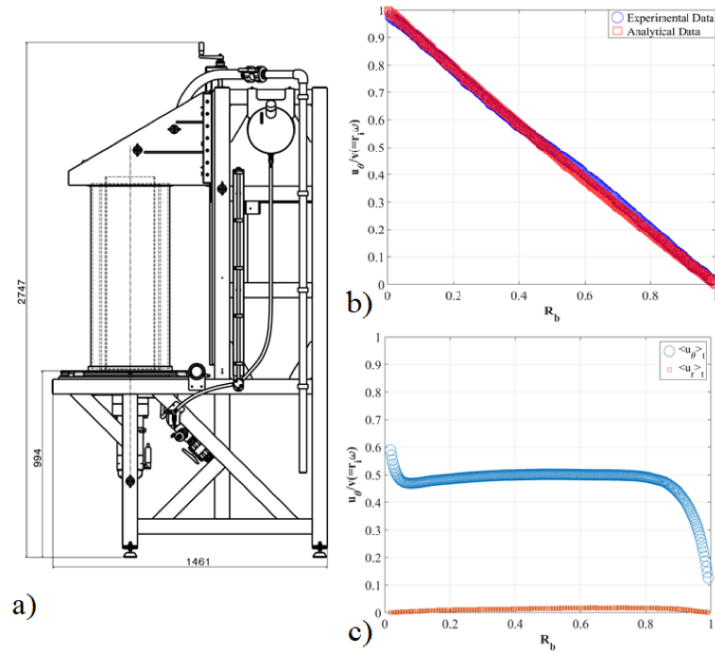 2747
994
1461
a)
1
0.9
0.8
0.7
0.6
0.5
0.4
0.3
0.2
0.1
0
u_θ/v(=r_iω)
Experimental Data
Analytical Data
0 0.2 0.4 0.6 0.8
R_b
b)
1
0.9
0.8
0.7
0.6
0.5
0.4
0.3
0.2
0.1
0
u_θ/v(=r_iω)
<u_θ>_t
<u_r>_t
0 0.2 0.4 0.6 0.8 1
R_b
c)